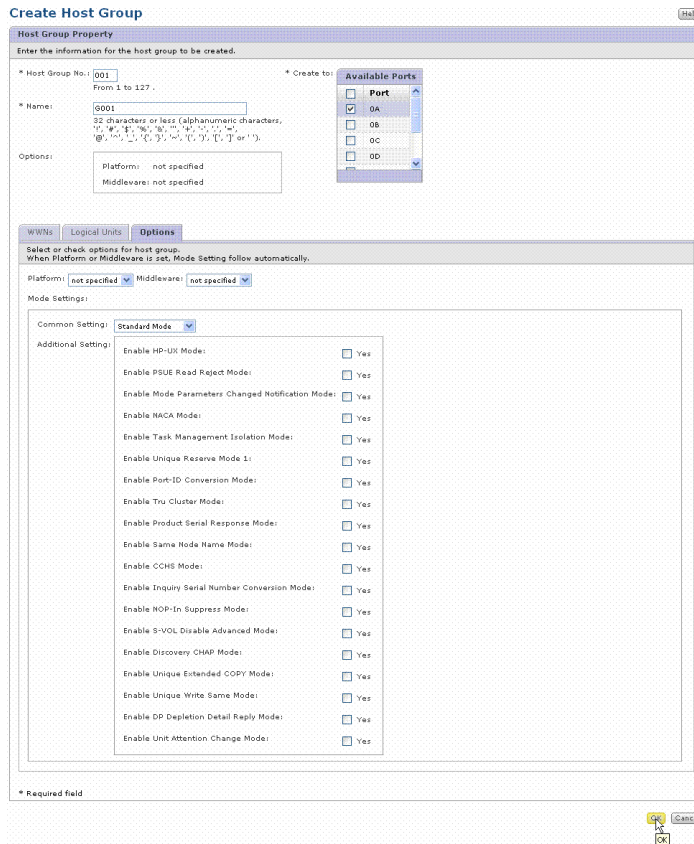 Create Host Group
Hel
Host Group Property
Enter the information for the host group to be created.
* Host Group No.: 001
From 1 to 127 .
* Name: G001
32 characters or less (alphanumeric characters,
Options:
Platform: not specified
Middleware: not specified
* Create to:
Available Ports
Port
0A
0B
0C
0D
WWNs Logical Units Options
Select or check options for host group.
When Platform or Middleware is set, Mode Setting follow automatically.
Platform: not specified Middleware: not specified
Mode Settings:
Common Setting: Standard Mode
Additional Setting:
Enable HP-UX Mode: Yes
Enable PSUE Read Reject Mode: Yes
Enable Mode Parameters Changed Notification Mode: Yes
Enable NACA Mode: Yes
Enable Task Management Isolation Mode: Yes
Enable Unique Reserve Mode 1: Yes
Enable Port-ID Conversion Mode: Yes
Enable Tru Cluster Mode: Yes
Enable Product Serial Response Mode: Yes
Enable Same Node Name Mode: Yes
Enable CCHS Mode: Yes
Enable Inquiry Serial Number Conversion Mode: Yes
Enable NOP-In Suppress Mode: Yes
Enable S-VOL Disable Advanced Mode: Yes
Enable Discovery CHAP Mode: Yes
Enable Unique Extended COPY Mode: Yes
Enable Unique Write Same Mode: Yes
Enable DP Depletion Detail Reply Mode: Yes
Enable Unit Attention Change Mode: Yes
* Required field
OK Canc
OK